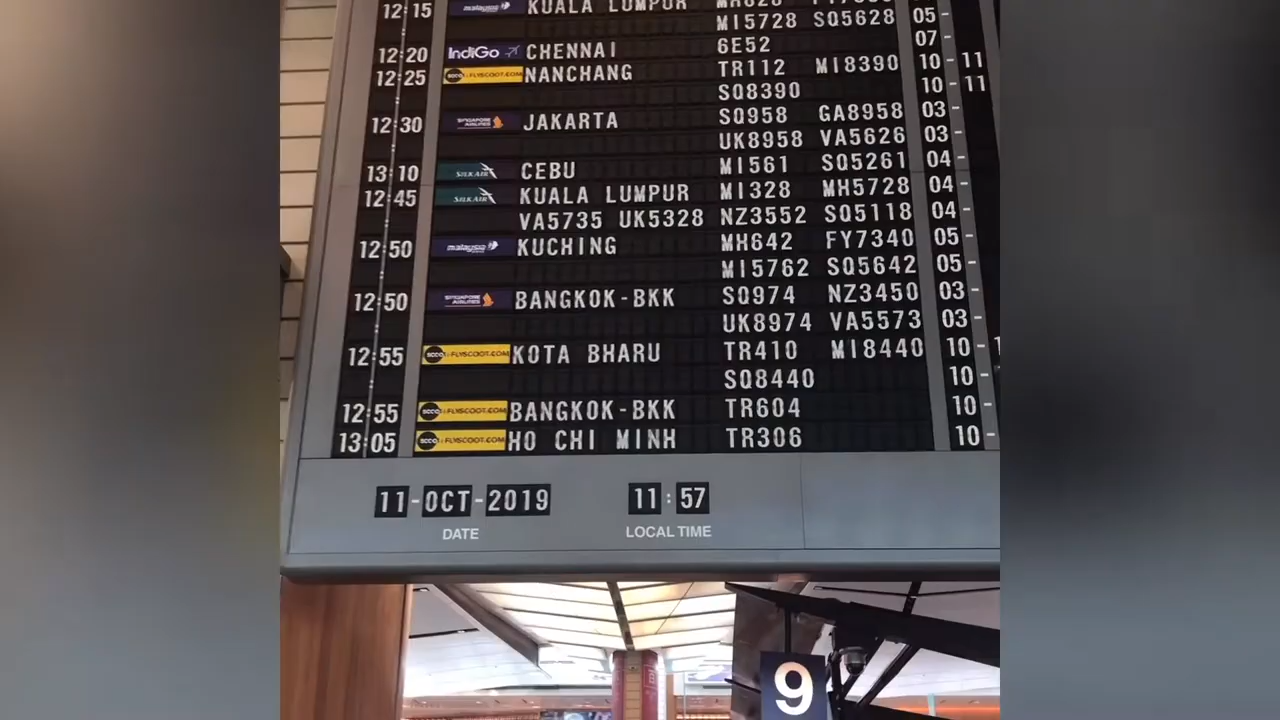 12:15 malaysia KUALA LUMPUR
MI5728 SQ5628 05-
12:20 IndiGo CHENNAI 6E52 07-
12:25 SCOOT FLYSCOOT.COM NANCHANG TR112 MI8390 10-11
SQ8390 10-11
12:30 SINGAPORE AIRLINES JAKARTA SQ958 GA8958 03-
UK8958 VA5626 03-
13:10 SILKAIR CEBU MI561 SQ5261 04-
12:45 SILKAIR KUALA LUMPUR MI328 MH5728 04-
VA5735 UK5328 NZ3552 SQ5118 04-
12:50 malaysia KUCHING MH642 FY7340 05-
MI5762 SQ5642 05-
12:50 SINGAPORE AIRLINES BANGKOK-BKK SQ974 NZ3450 03-
UK8974 VA5573 03-
12:55 FLYSCOOT.COM KOTA BHARU TR410 MI8440 10-1
SQ8440 10-
12:55 FLYSCOOT.COM BANGKOK-BKK TR604 10-
13:05 FLYSCOOT.COM HO CHI MINH TR306 10-
11-OCT-2019 11:57
DATE LOCAL TIME
9